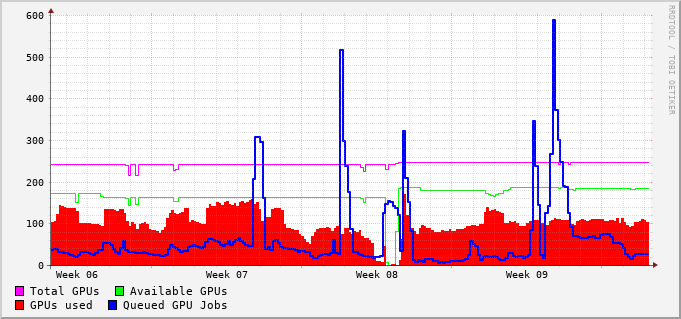 600
500
400
300
200
100
0
Week 06 Week 07 Week 08 Week 09
Total GPUs Available GPUs
GPUs used Queued GPU Jobs
RRDTOOL / TOBI OETIKER